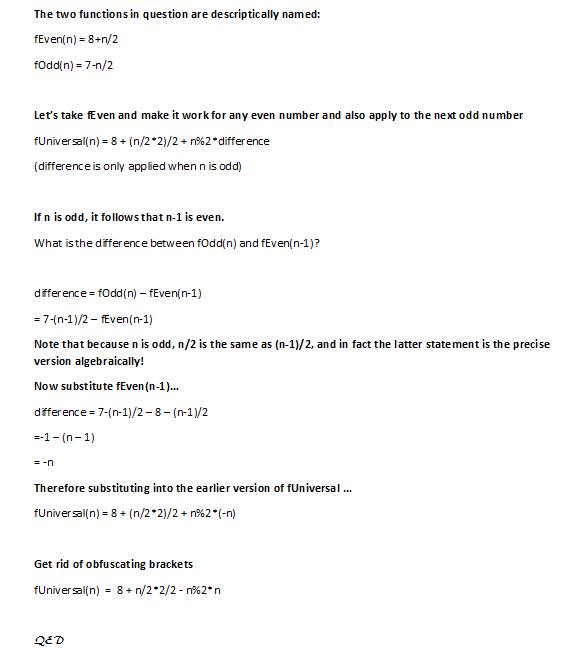 The two functions in question are descriptically named:
fEven(n) = 8+n/2
fOdd(n) = 7-n/2
Let's take fEven and make it work for any even number and also apply to the next odd number
fUniversal(n) = 8 + (n/2*2)/2 + n%2*difference
(difference is only applied when n is odd)
If n is odd, it follows that n-1 is even.
What is the difference between fOdd(n) and fEven(n-1)?
difference = fOdd(n) – fEven(n-1)
= 7-(n-1)/2 – fEven(n-1)
Note that because n is odd, n/2 is the same as (n-1)/2, and in fact the latter statement is the precise
version algebraically!
Now substitute fEven(n-1)...
difference = 7-(n-1)/2 – 8 – (n-1)/2
=-1 – (n – 1)
= -n
Therefore substituting into the earlier version of fUniversal ...
fUniversal(n) = 8 + (n/2*2)/2 + n%2*(-n)
Get rid of obfuscating brackets
fUniversal(n) = 8 + n/2*2/2 - n%2*n
QED